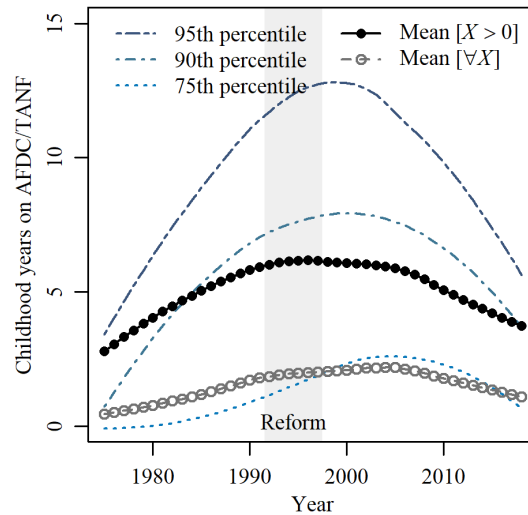 95th percentile
90th percentile
75th percentile
Mean [X > 0]
Mean [∀X]
Childhood years on AFDC/TANF
15
10
5
0
Reform
1980
1990
2000
2010
Year